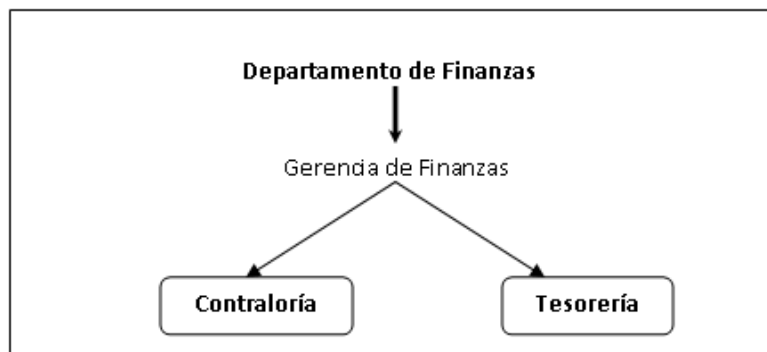 Departamento de Finanzas
Gerencia de Finanzas
Contraloría
Tesorería